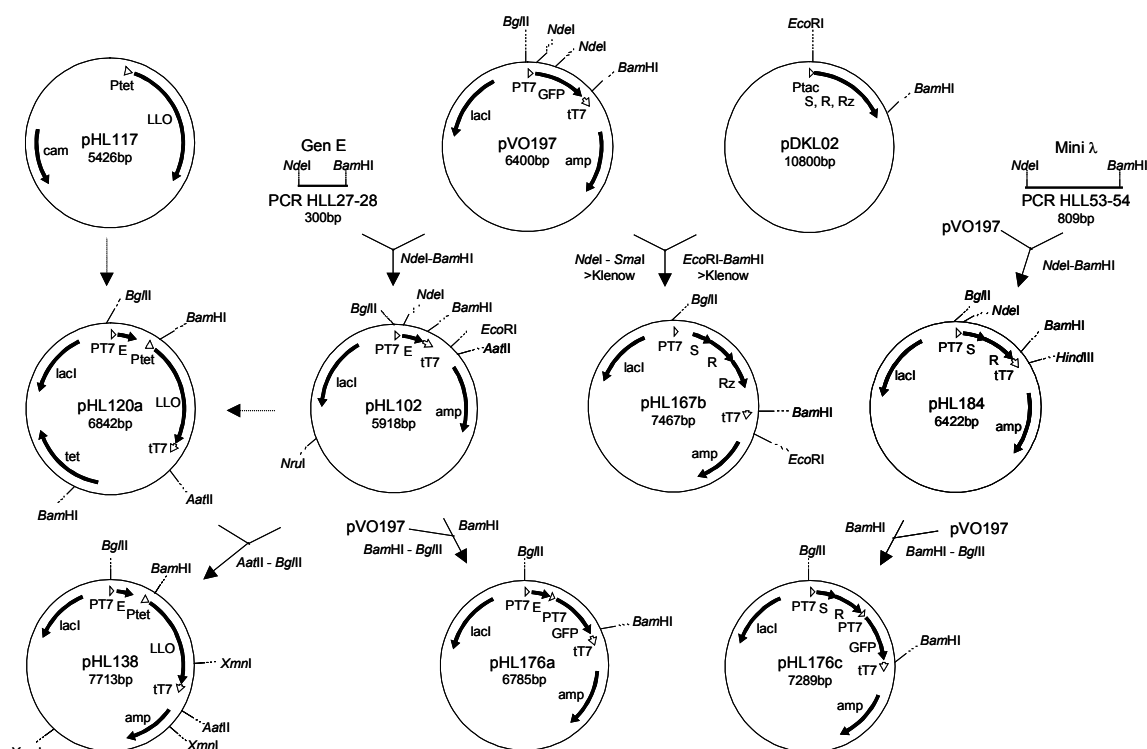 pHL117
5426bp
Ptet
LLO
cam
Gen E
NdeI BamHI
PCR HLL27-28
300bp
BglII
NdeI
NdeI
BamHI
PT7
GFP
tT7
lacI
amp
pVO197
6400bp
EcoRI
BamHI
Ptac
S, R, Rz
pDKL02
10800bp
Mini λ
NdeI BamHI
PCR HLL53-54
809bp
pVO197
NdeI-BamHI
NdeI-BamHI
NdeI - SmaI
>Klenow
EcoRI-BamHI
>Klenow
BglII
BamHI
PT7 E
Ptet
lacI
LLO
tT7
tet
pHL120a
6842bp
BamHI
AatII
BglII
NdeI
BamHI
EcoRI
AatII
PT7 E
tT7
lacI
amp
pHL102
5918bp
NruI
BglII
PT7
S
R
Rz
lacI
tT7
amp
pHL167b
7467bp
BamHI
EcoRI
BglII
NdeI
BamHI
HindIII
PT7 S
R
tT7
lacI
amp
pHL184
6422bp
AatII - BglII
pVO197
BamHI
BamHI - BglII
BamHI
pVO197
BamHI - BglII
BglII
BamHI
PT7 E
Ptet
lacI
LLO
tT7
amp
pHL138
7713bp
XmnI
AatII
XmnI
BglII
PT7 E
PT7
GFP
tT7
BamHI
lacI
amp
pHL176a
6785bp
BglII
PT7 S
R
PT7
GFP
tT7
BamHI
lacI
amp
pHL176c
7289bp